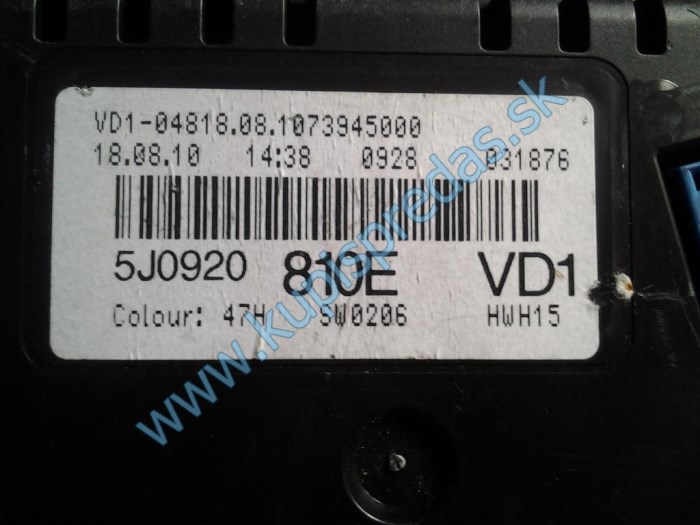 VD1-04818.08.1073945000
18.08.10 14:38 0928 031876
5J0920 810E VD1
Colour: 47H SW0206 HWH15
www.kupispredas.sk